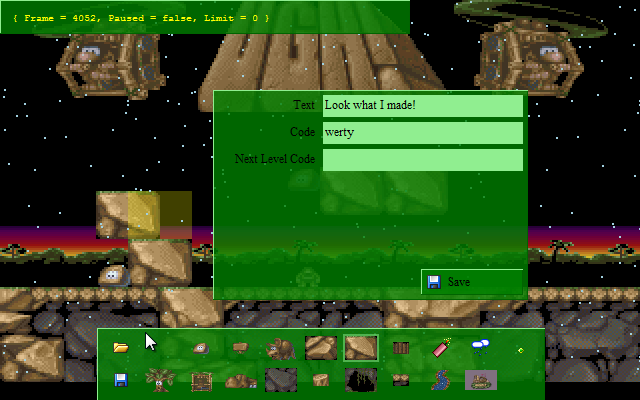 { Frame = 4052, Paused = false, Limit = 0 }
Text Look what I made!
Code werty
Next Level Code
Save